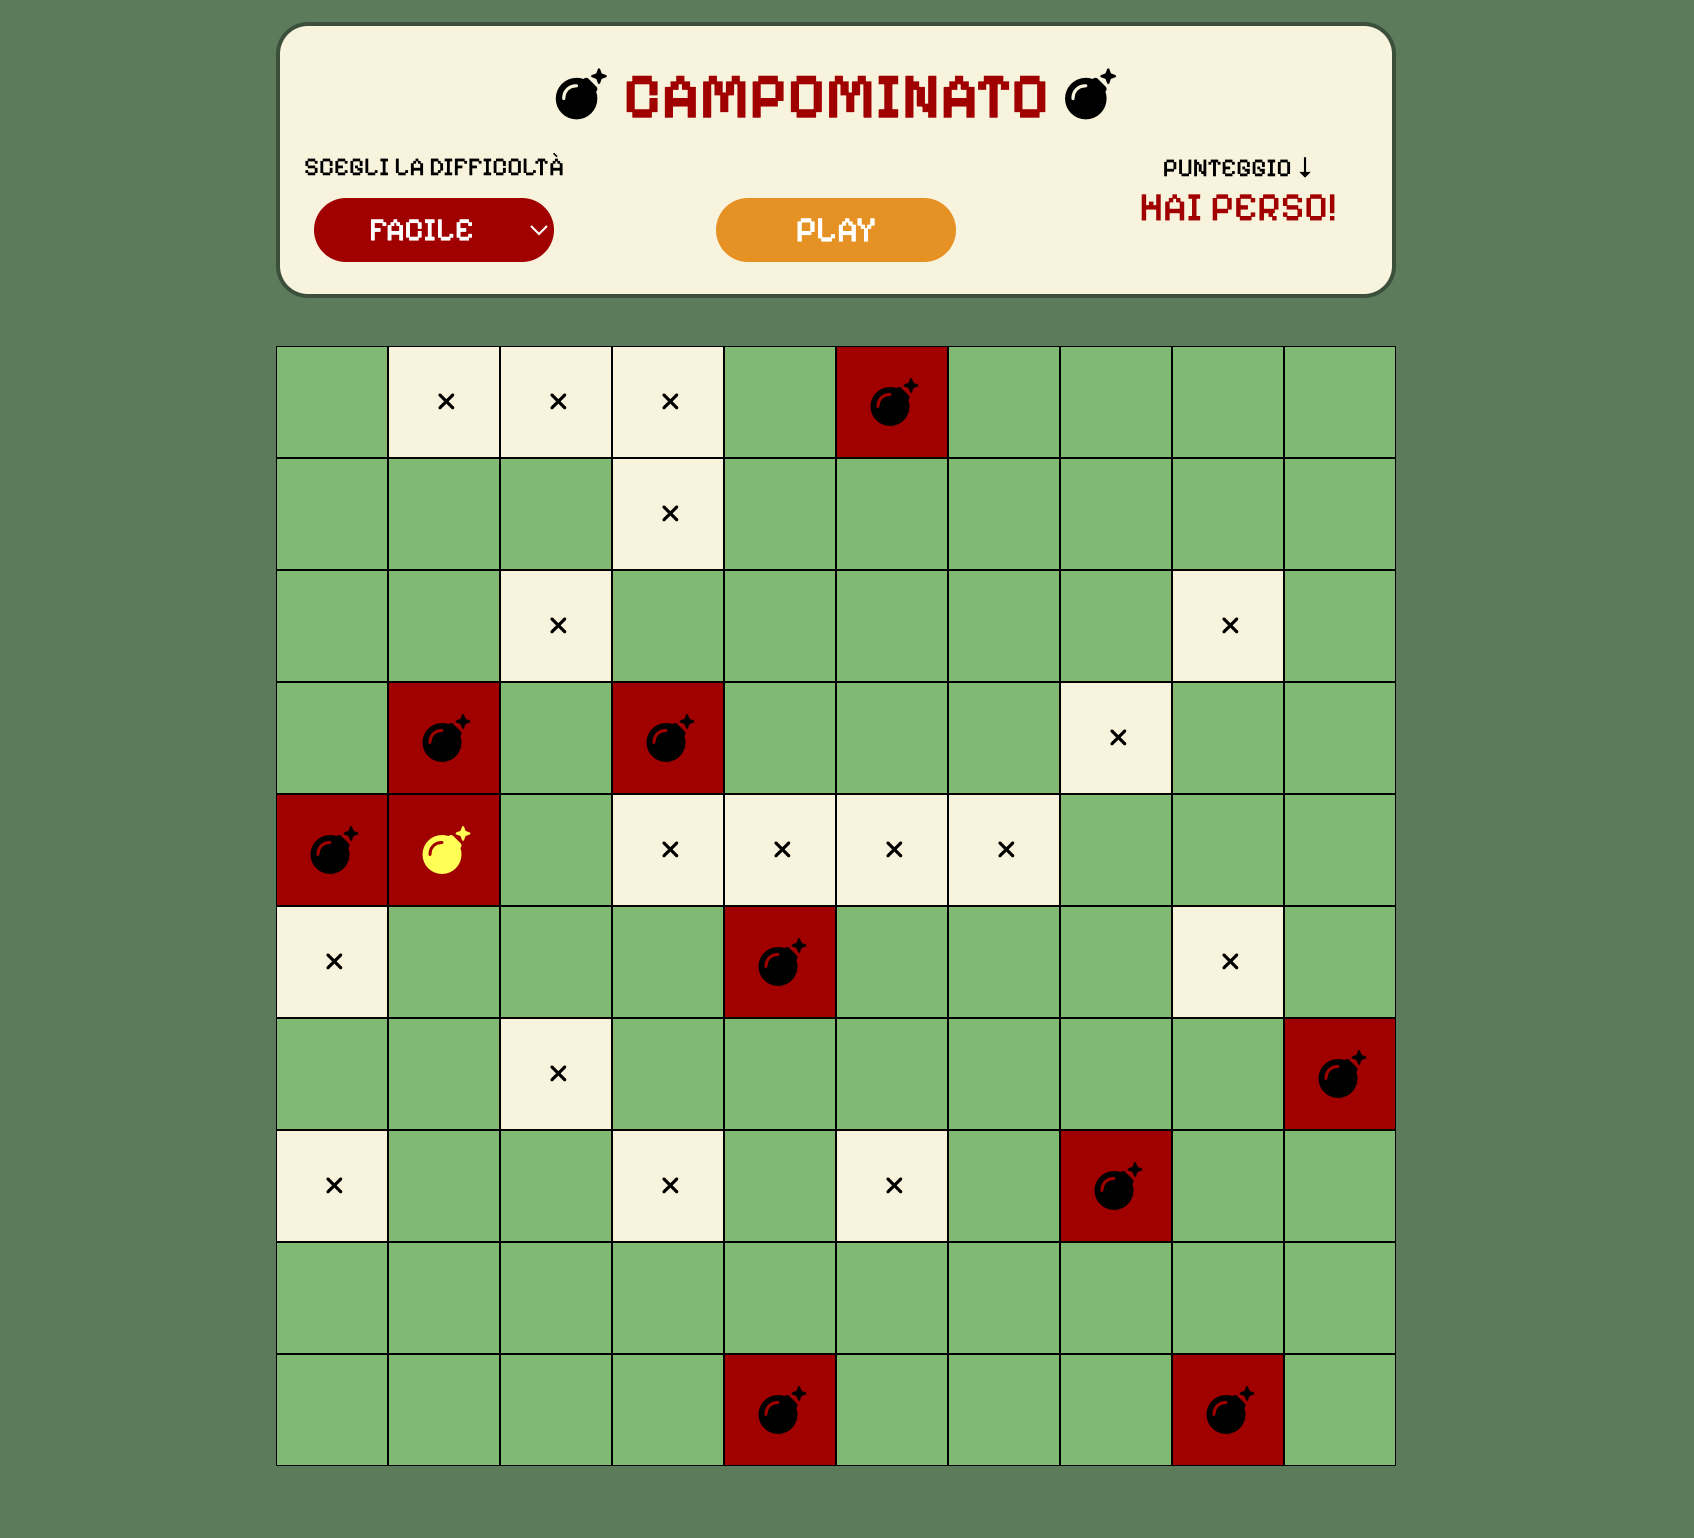 CAMPOMINATO
SCEGLI LA DIFFICOLTÀ
FACILE
PLAY
PUNTEGGIO ↓
HAI PERSO!
× × ×
×
× ×
×
× × × ×
× ×
×
× × ×